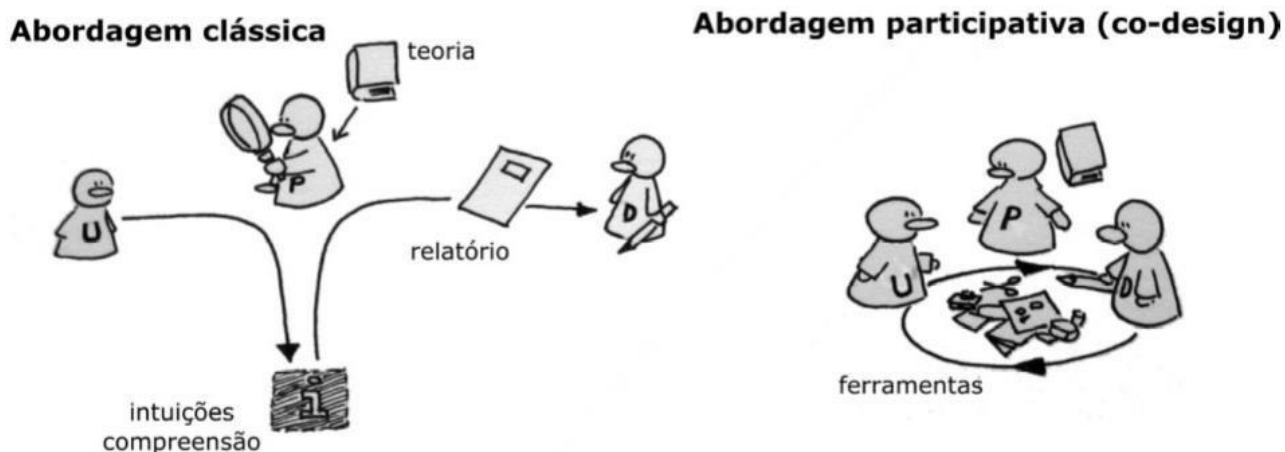 Abordagem clássica
teoria
P
U
D
relatório
i
intuições
compreensão
Abordagem participativa (co-design)
P
U
D
ferramentas